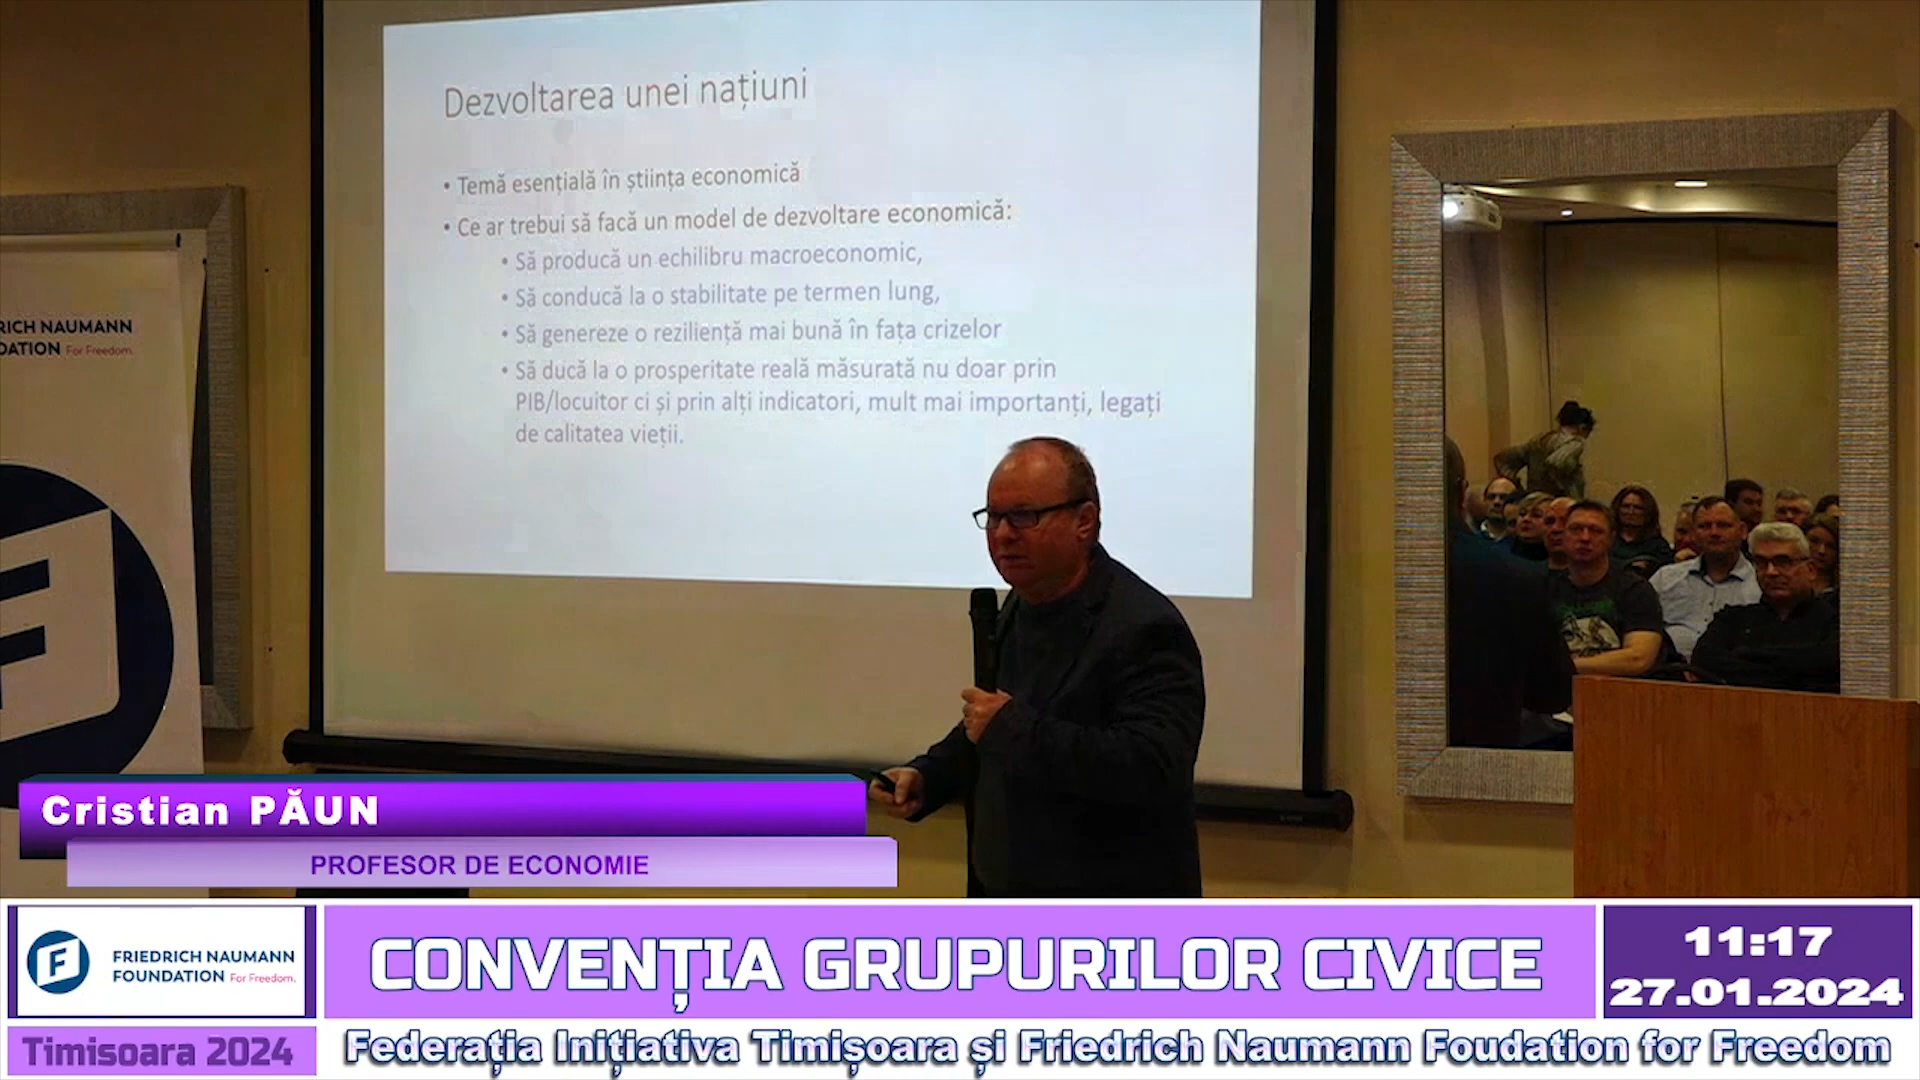 Dezvoltarea unei națiuni
• Temă esențială în știința economică
• Ce ar trebui să facă un model de dezvoltare economică:
• Să producă un echilibru macroeconomic,
• Să conducă la o stabilitate pe termen lung,
• Să genereze o reziliență mai bună în fața crizelor
• Să ducă la o prosperitate reală măsurată nu doar prin
PIB/locuitor ci și prin alți indicatori, mult mai importanți, legați
de calitatea vieții.
RICH NAUMANN
DATION For Freedom.
Cristian PĂUN
PROFESOR DE ECONOMIE
FRIEDRICH NAUMANN
FOUNDATION For Freedom.
CONVENȚIA GRUPURILOR CIVICE
11:17
27.01.2024
Timisoara 2024
Federația Inițiativa Timișoara și Friedrich Naumann Foudation for Freedom